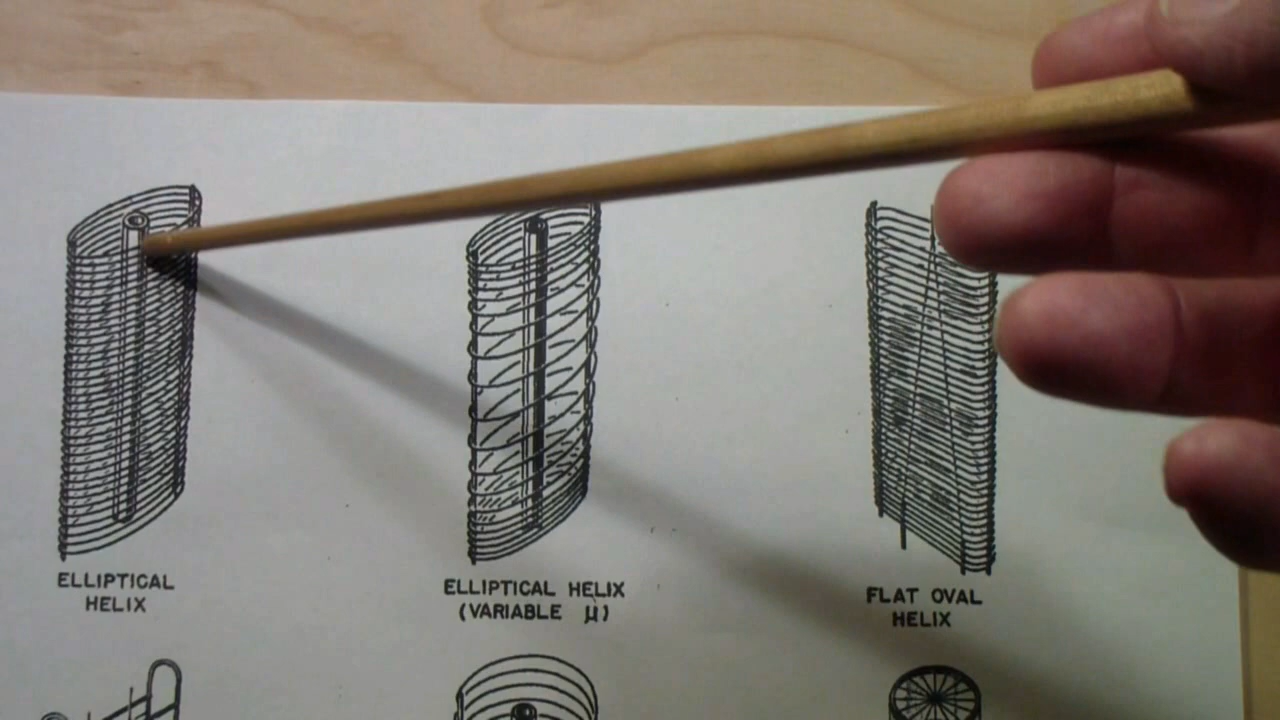 ELLIPTICAL
HELIX
ELLIPTICAL HELIX
(VARIABLE μ)
FLAT OVAL
HELIX